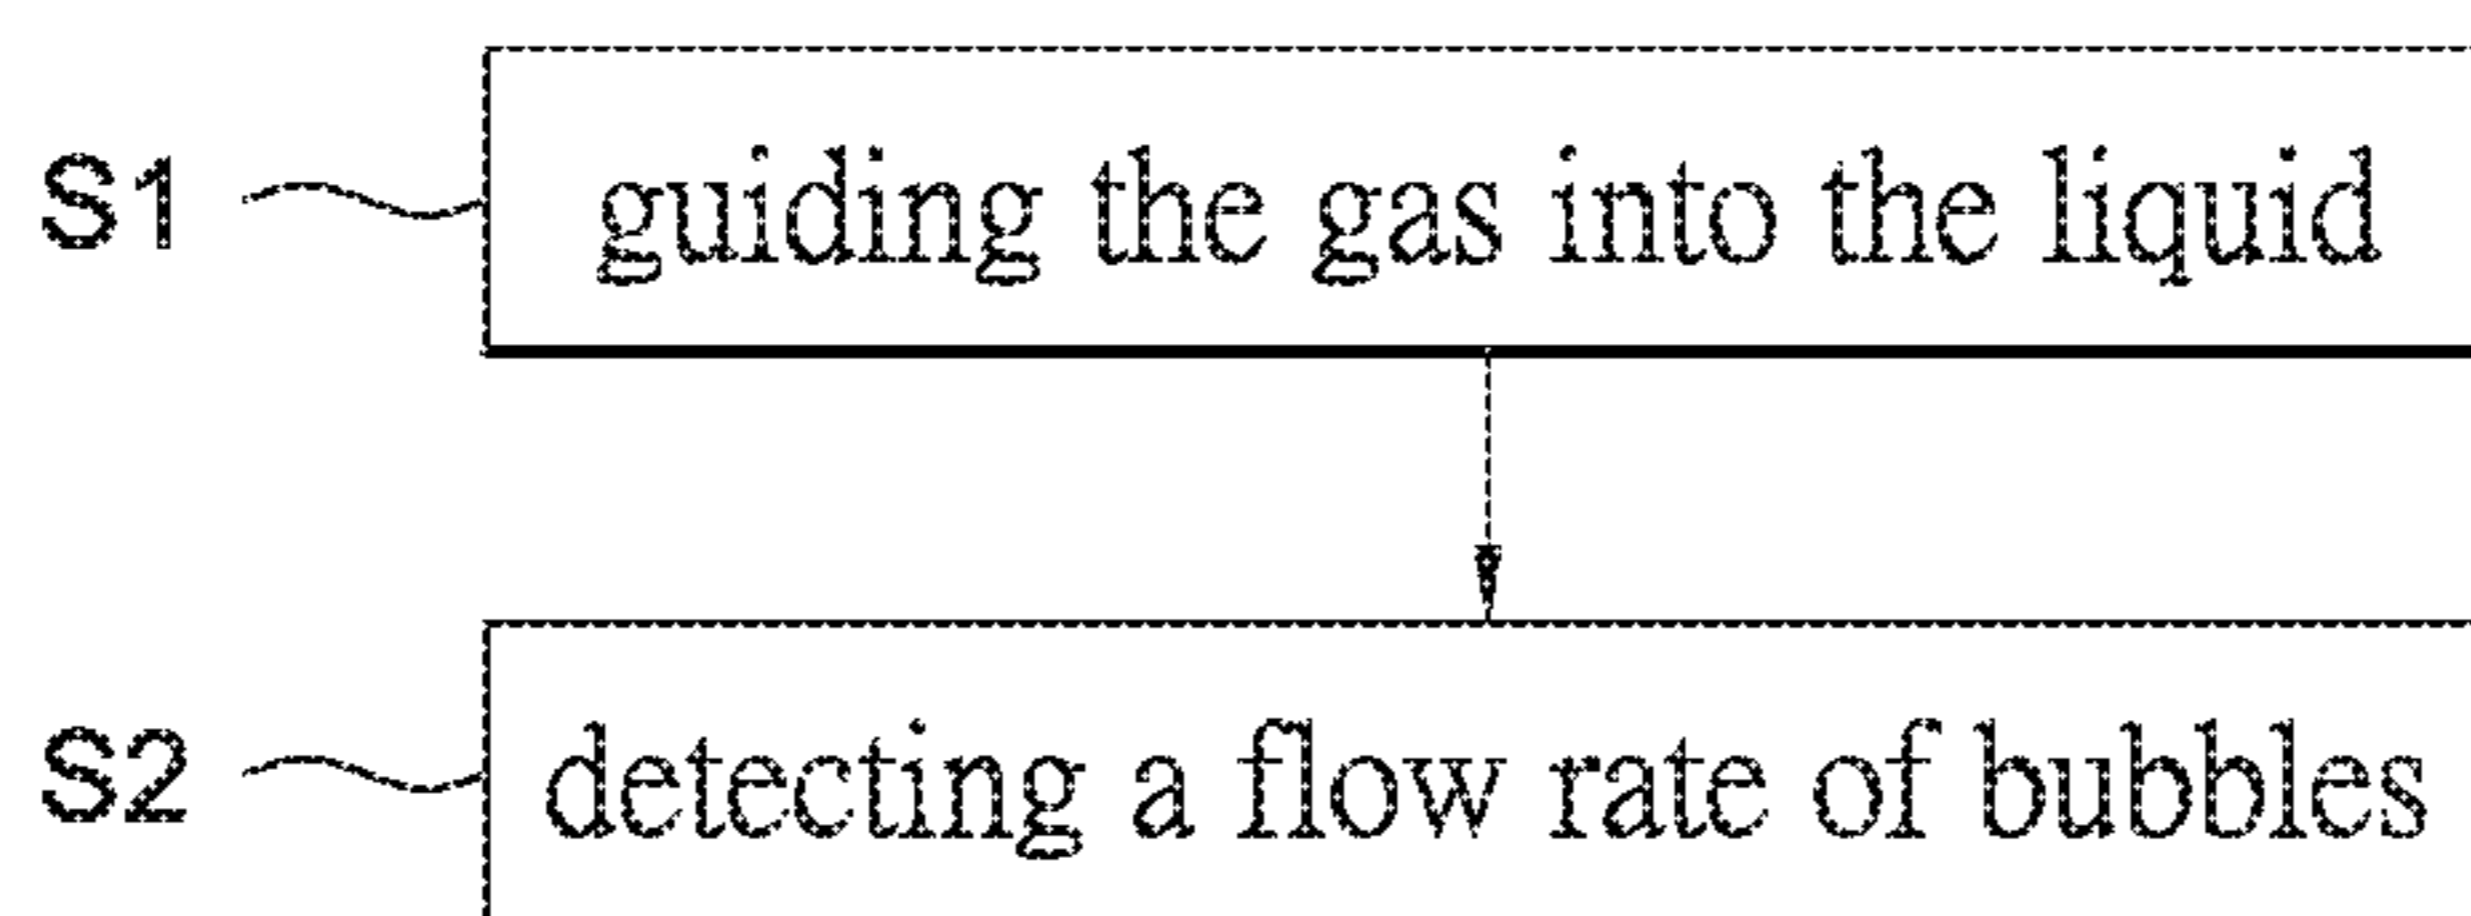 S1 guiding the gas into the liquid
S2 detecting a flow rate of bubbles